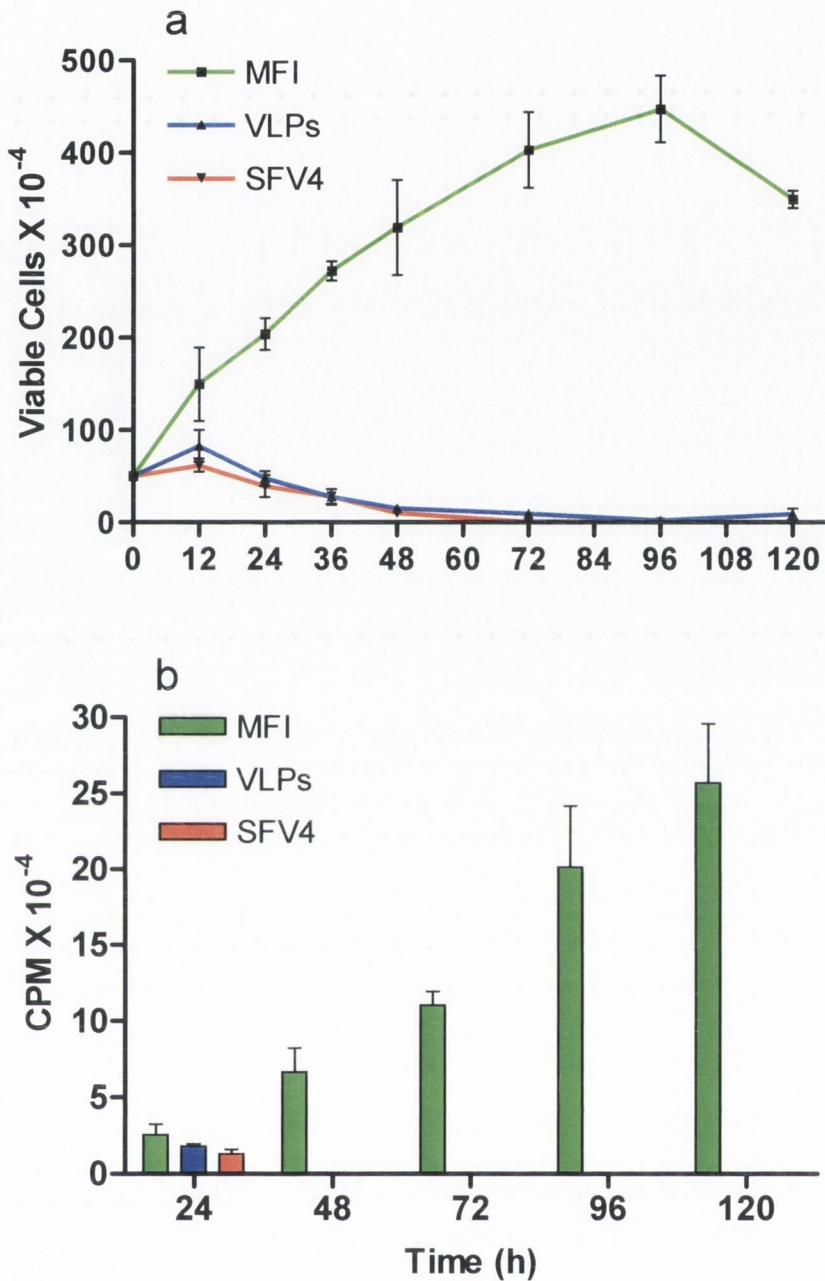 a
MFI
VLPs
SFV4
Viable Cells X 10⁻⁴
500
400
300
200
100
0
0 12 24 36 48 60 72 84 96 108 120
b
MFI
VLPs
SFV4
CPM X 10⁻⁴
30
25
20
15
10
5
0
24 48 72 96 120
Time (h)